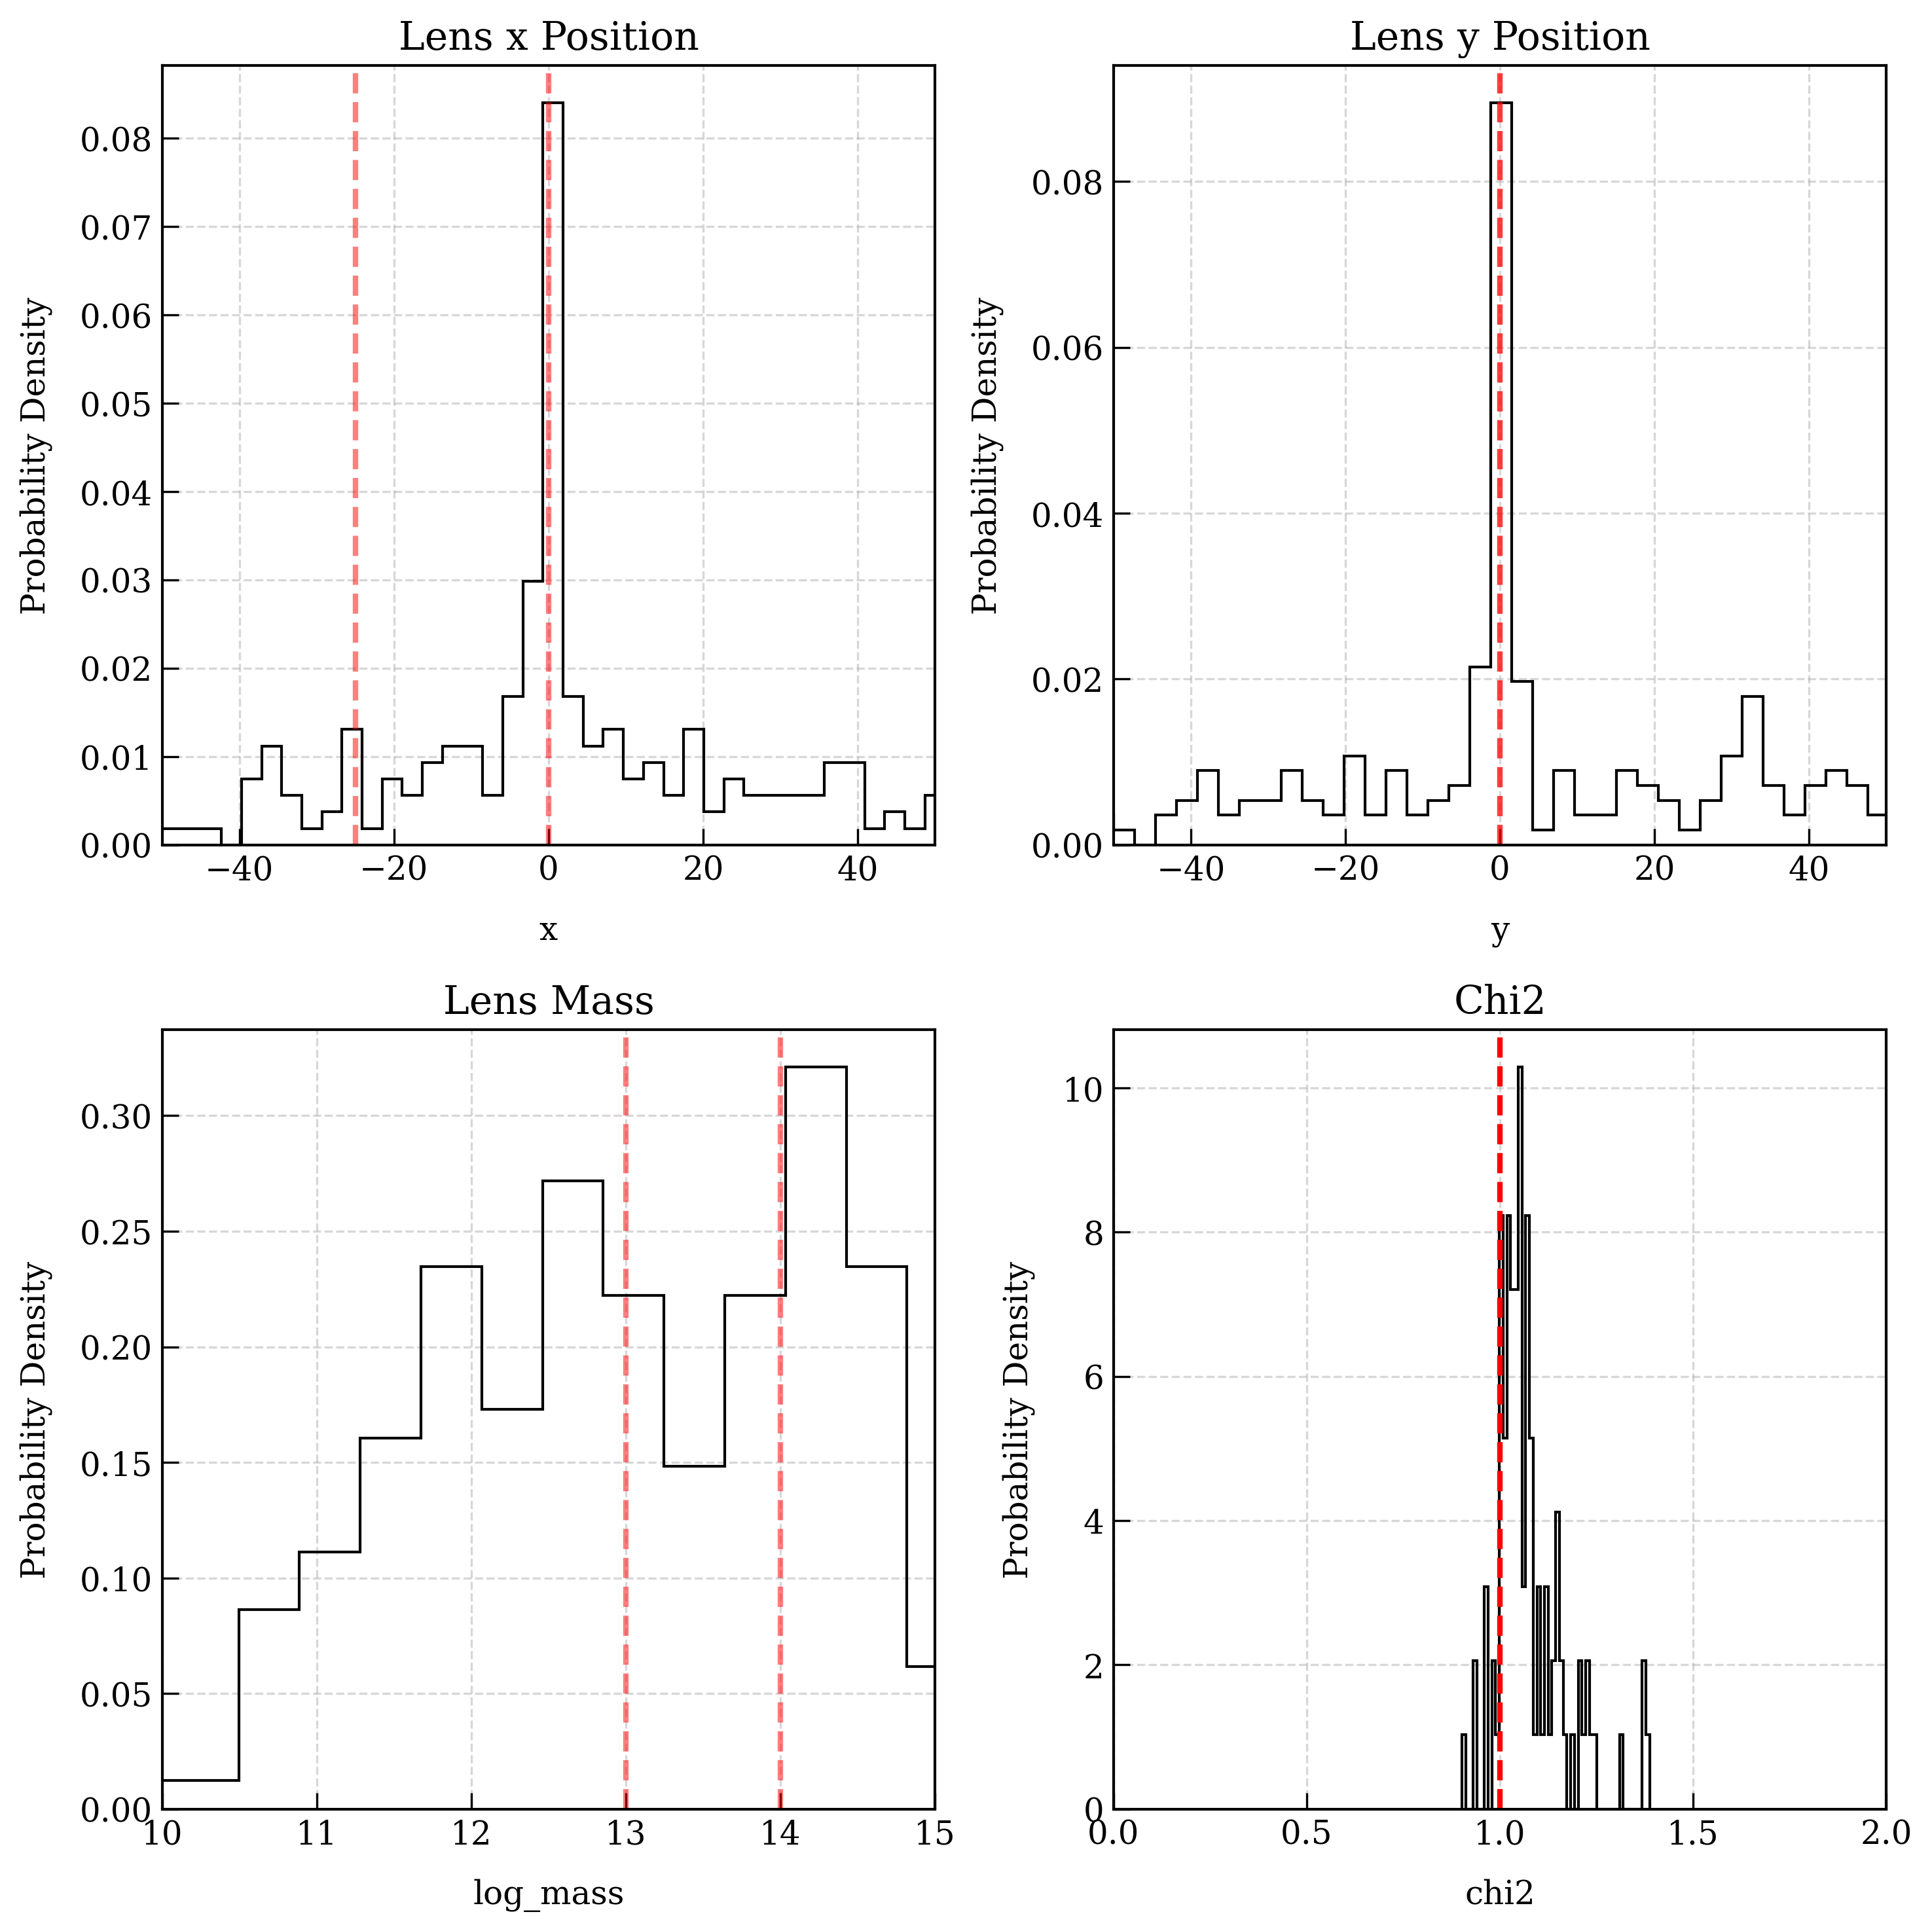 Lens x Position
Probability Density
0.08
0.07
0.06
0.05
0.04
0.03
0.02
0.01
0.00
−40 −20 0 20 40
x
Lens y Position
Probability Density
0.08
0.06
0.04
0.02
0.00
−40 −20 0 20 40
y
Lens Mass
Probability Density
0.30
0.25
0.20
0.15
0.10
0.05
0.00
10 11 12 13 14 15
log_mass
Chi2
Probability Density
10
8
6
4
2
0
0.0 0.5 1.0 1.5 2.0
chi2